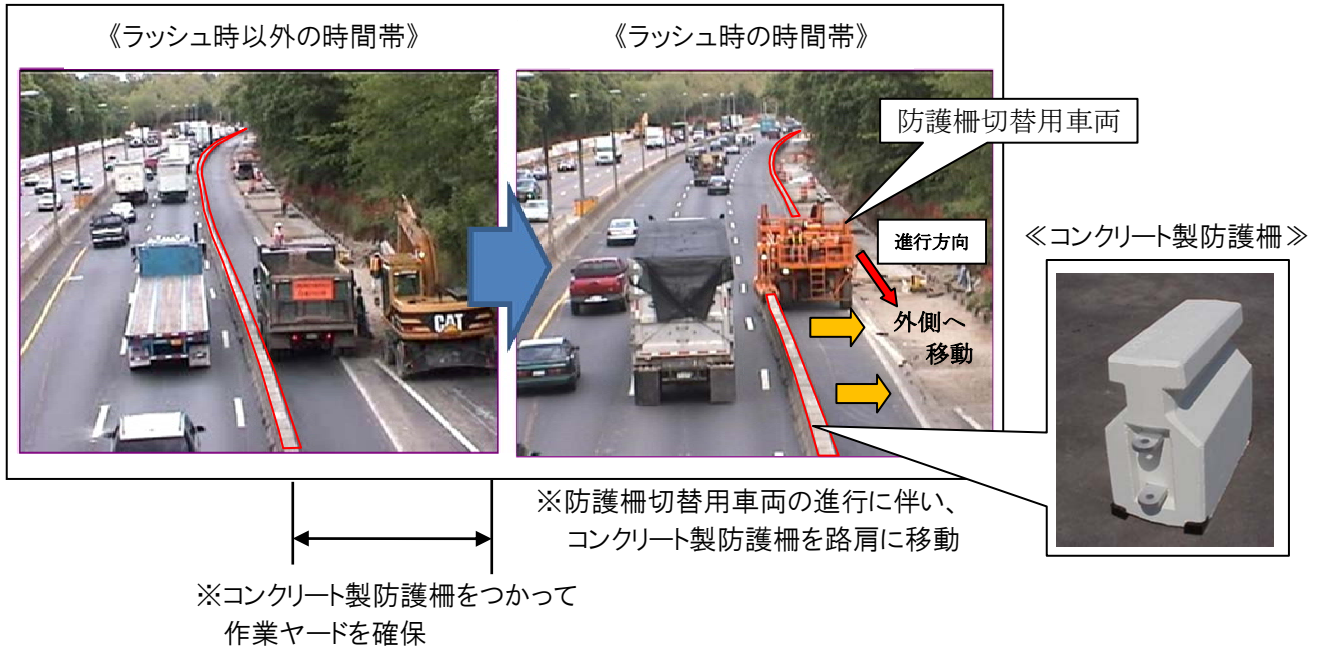 《ラッシュ時以外の時間帯》
《ラッシュ時の時間帯》
防護柵切替用車両
進行方向
≪コンクリート製防護柵≫
外側へ
移動
CAT
※防護柵切替用車両の進行に伴い、
コンクリート製防護柵を路肩に移動
※コンクリート製防護柵をつかって
作業ヤードを確保